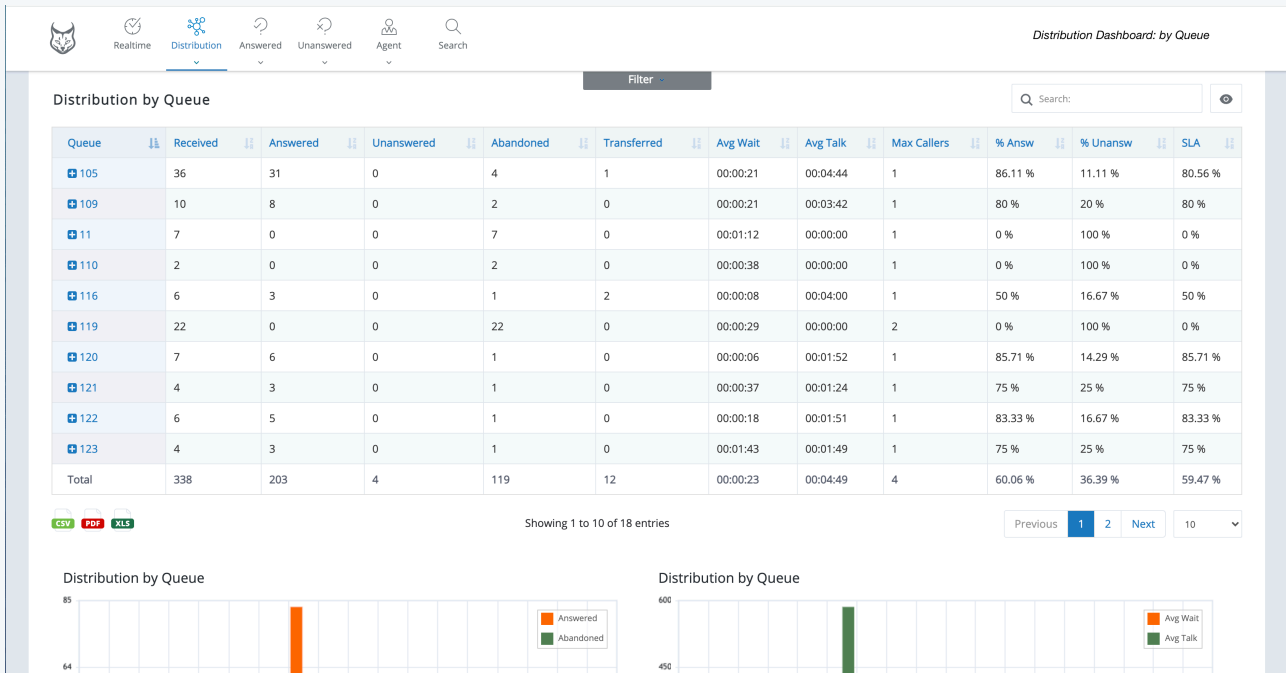 Realtime Distribution Answered Unanswered Agent Search
Distribution Dashboard: by Queue
Filter
Distribution by Queue
Search:
Queue Received Answered Unanswered Abandoned Transferred Avg Wait Avg Talk Max Callers % Answ % Unansw SLA
105 36 31 0 4 1 00:00:21 00:04:44 1 86.11 % 11.11 % 80.56 %
109 10 8 0 2 0 00:00:21 00:03:42 1 80 % 20 % 80 %
11 7 0 0 7 0 00:01:12 00:00:00 1 0 % 100 % 0 %
110 2 0 0 2 0 00:00:38 00:00:00 1 0 % 100 % 0 %
116 6 3 0 1 2 00:00:08 00:04:00 1 50 % 16.67 % 50 %
119 22 0 0 22 0 00:00:29 00:00:00 2 0 % 100 % 0 %
120 7 6 0 1 0 00:00:06 00:01:52 1 85.71 % 14.29 % 85.71 %
121 4 3 0 1 0 00:00:37 00:01:24 1 75 % 25 % 75 %
122 6 5 0 1 0 00:00:18 00:01:51 1 83.33 % 16.67 % 83.33 %
123 4 3 0 1 0 00:01:43 00:01:49 1 75 % 25 % 75 %
Total 338 203 4 119 12 00:00:23 00:04:49 4 60.06 % 36.39 % 59.47 %
CSV PDF XLS
Showing 1 to 10 of 18 entries
Previous 1 2 Next 10
Distribution by Queue
85
64
Answered
Abandoned
Distribution by Queue
600
450
Avg Wait
Avg Talk